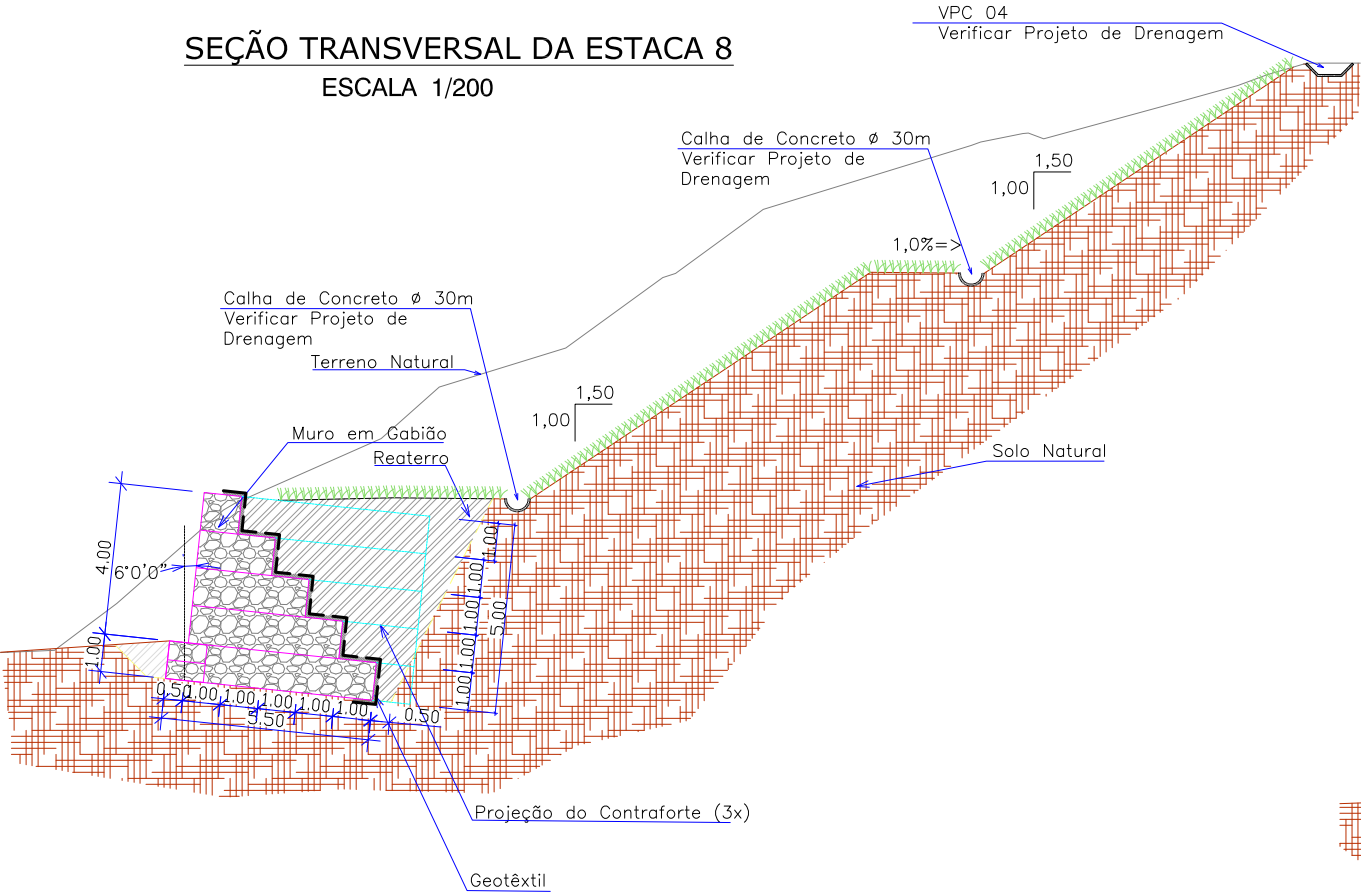 VPC 04
Verificar Projeto de Drenagem
SEÇÃO TRANSVERSAL DA ESTACA 8
ESCALA 1/200
Calha de Concreto ø 30m
Verificar Projeto de
Drenagem
1,50
1,00
1,0%=>
Calha de Concreto ø 30m
Verificar Projeto de
Drenagem
Terreno Natural
1,50
1,00
Muro em Gabião
Reaterro
Solo Natural
4.00
6°0'0"
1.00
1.00
1.00
1.00
1.00
1.00
5.00
0.50
1.00
1.00
1.00
1.00
1.00
0.50
5.50
Projeção do Contraforte (3x)
Geotêxtil